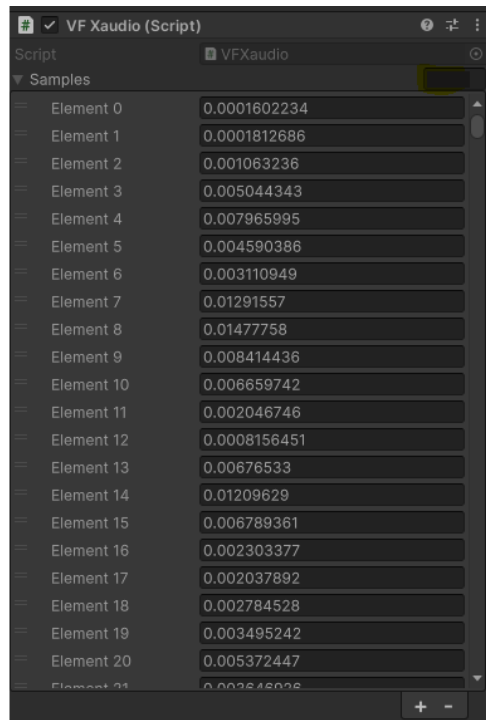 # VF Xaudio (Script)
Script # VFXaudio
Samples
Element 0 0.0001602234
Element 1 0.0001812686
Element 2 0.001063236
Element 3 0.005044343
Element 4 0.007965995
Element 5 0.004590386
Element 6 0.003110949
Element 7 0.01291557
Element 8 0.01477758
Element 9 0.008414436
Element 10 0.006659742
Element 11 0.002046746
Element 12 0.0008156451
Element 13 0.00676533
Element 14 0.01209629
Element 15 0.006789361
Element 16 0.002303377
Element 17 0.002037892
Element 18 0.002784528
Element 19 0.003495242
Element 20 0.005372447
Element 21